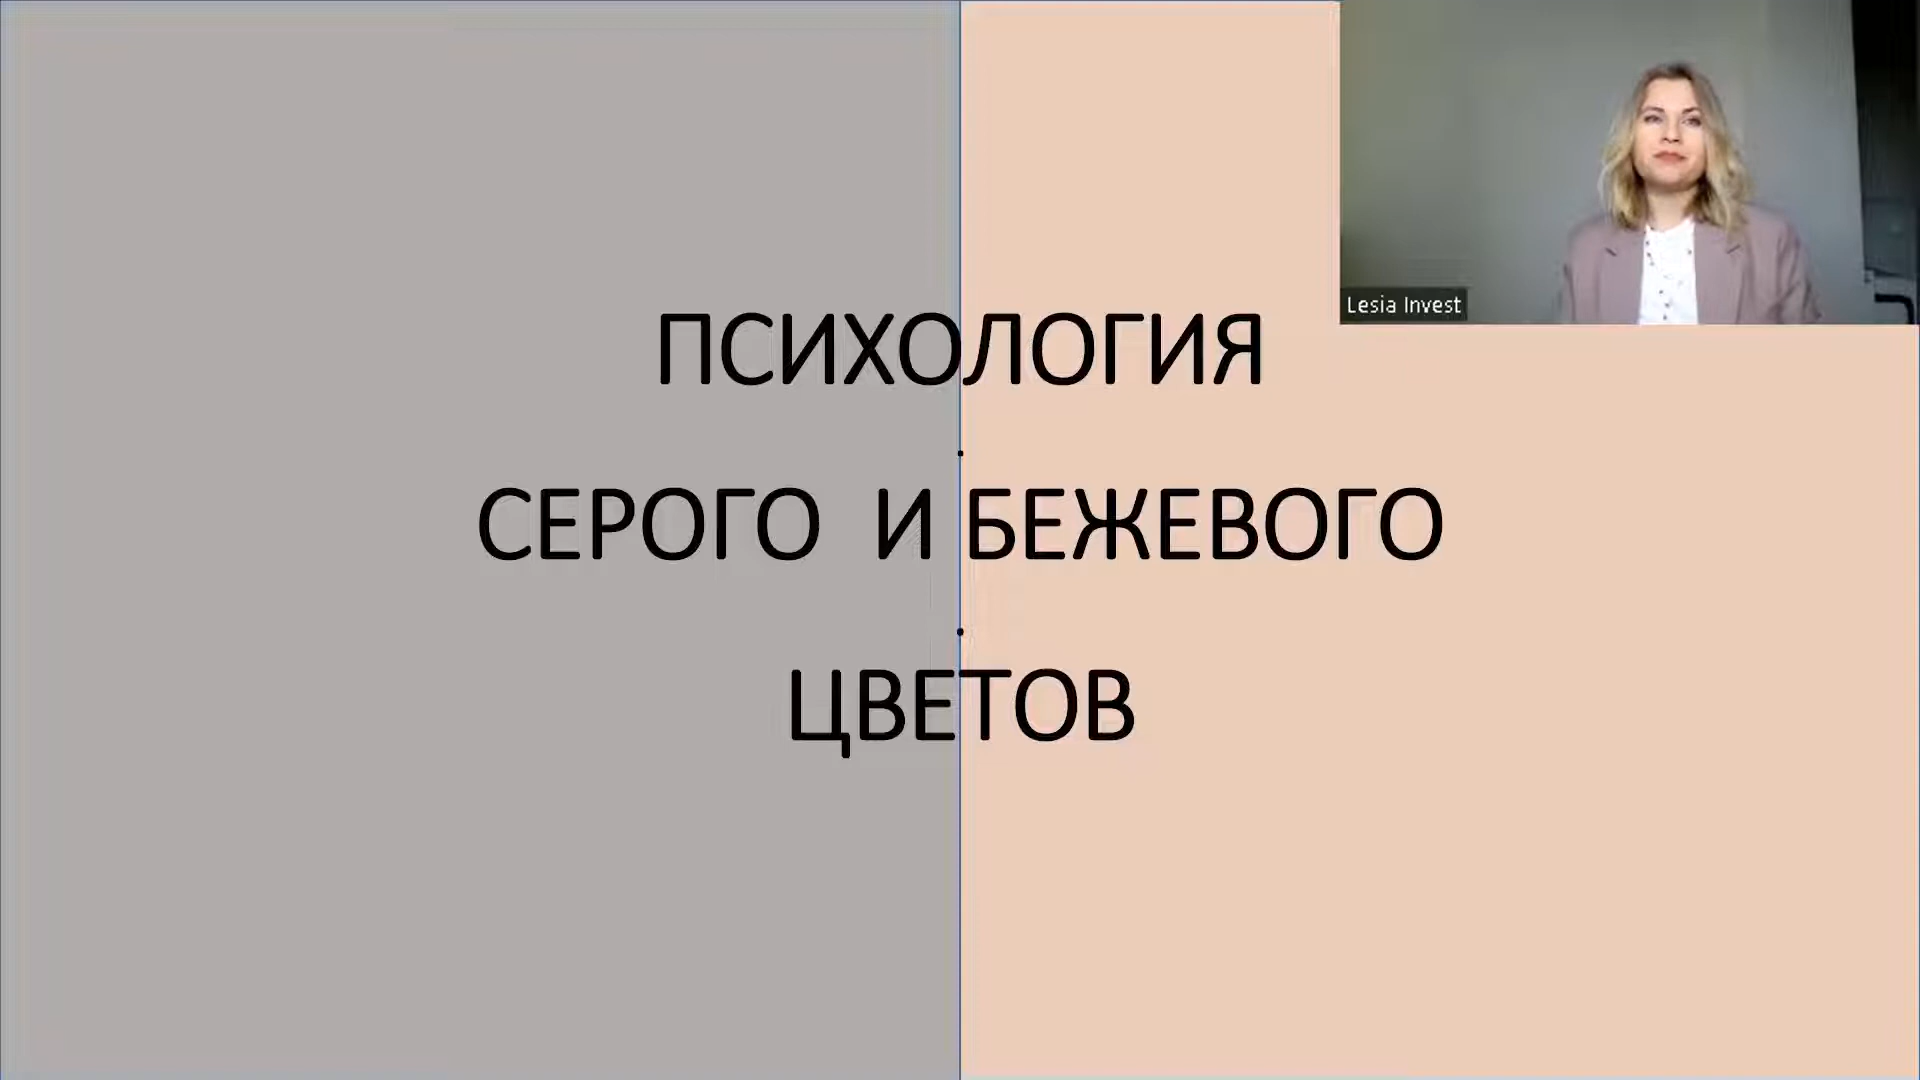 Lesia Invest
ПСИХОЛОГИЯ
.
СЕРОГО И БЕЖЕВОГО
.
ЦВЕТОВ